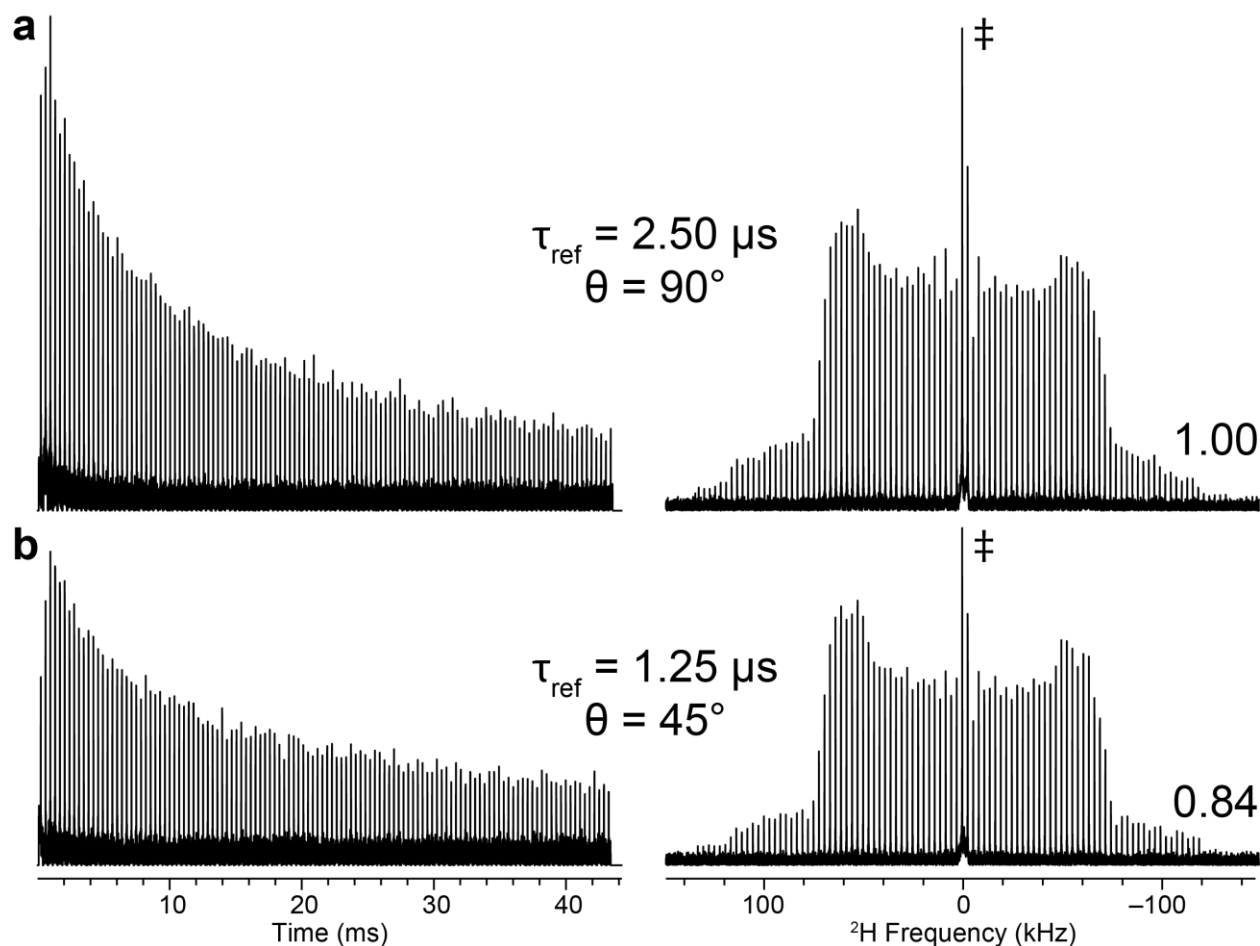 a
‡
τref = 2.50 µs
θ = 90°
1.00
b
‡
τref = 1.25 µs
θ = 45°
0.84
10 20 30 40
Time (ms)
100 0 –100
²H Frequency (kHz)